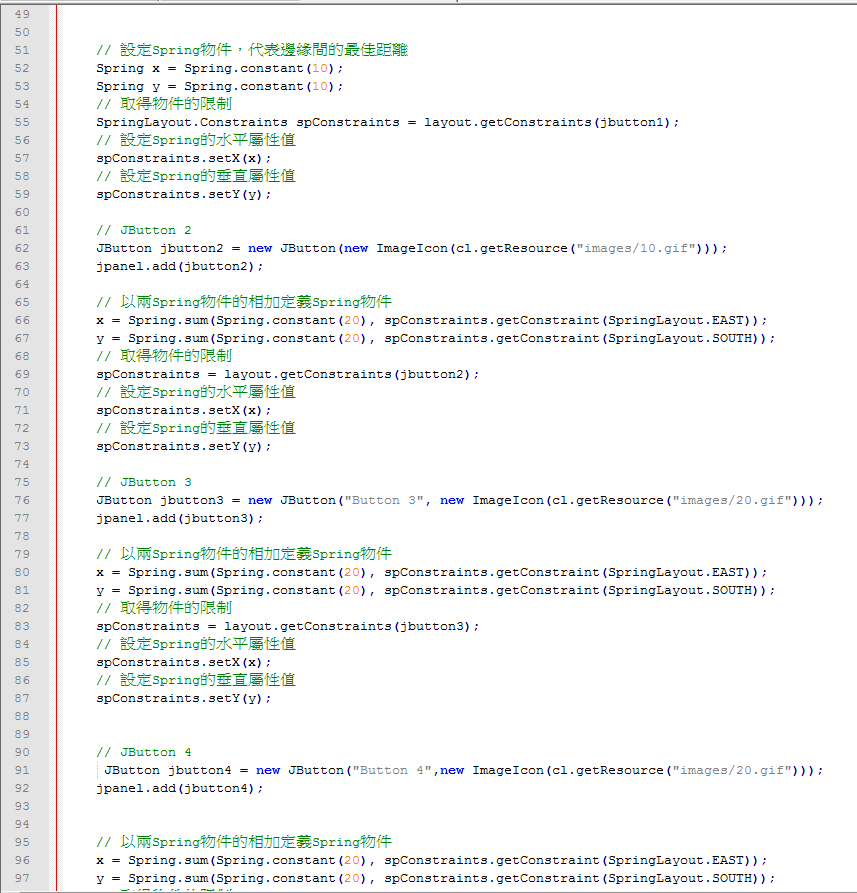 49
50
51 // 設定Spring物件，代表邊緣間的最佳距離
52 Spring x = Spring.constant(10);
53 Spring y = Spring.constant(10);
54 // 取得物件的限制
55 SpringLayout.Constraints spConstraints = layout.getConstraints(jbutton1);
56 // 設定Spring的水平屬性值
57 spConstraints.setX(x);
58 // 設定Spring的垂直屬性值
59 spConstraints.setY(y);
60
61 // JButton 2
62 JButton jbutton2 = new JButton(new ImageIcon(cl.getResource("images/10.gif")));
63 jpanel.add(jbutton2);
64
65 // 以兩Spring物件的相加定義Spring物件
66 x = Spring.sum(Spring.constant(20), spConstraints.getConstraint(SpringLayout.EAST));
67 y = Spring.sum(Spring.constant(20), spConstraints.getConstraint(SpringLayout.SOUTH));
68 // 取得物件的限制
69 spConstraints = layout.getConstraints(jbutton2);
70 // 設定Spring的水平屬性值
71 spConstraints.setX(x);
72 // 設定Spring的垂直屬性值
73 spConstraints.setY(y);
74
75 // JButton 3
76 JButton jbutton3 = new JButton("Button 3", new ImageIcon(cl.getResource("images/20.gif")));
77 jpanel.add(jbutton3);
78
79 // 以兩Spring物件的相加定義Spring物件
80 x = Spring.sum(Spring.constant(20), spConstraints.getConstraint(SpringLayout.EAST));
81 y = Spring.sum(Spring.constant(20), spConstraints.getConstraint(SpringLayout.SOUTH));
82 // 取得物件的限制
83 spConstraints = layout.getConstraints(jbutton3);
84 // 設定Spring的水平屬性值
85 spConstraints.setX(x);
86 // 設定Spring的垂直屬性值
87 spConstraints.setY(y);
88
89
90 // JButton 4
91 JButton jbutton4 = new JButton("Button 4",new ImageIcon(cl.getResource("images/20.gif")));
92 jpanel.add(jbutton4);
93
94
95 // 以兩Spring物件的相加定義Spring物件
96 x = Spring.sum(Spring.constant(20), spConstraints.getConstraint(SpringLayout.EAST));
97 y = Spring.sum(Spring.constant(20), spConstraints.getConstraint(SpringLayout.SOUTH));